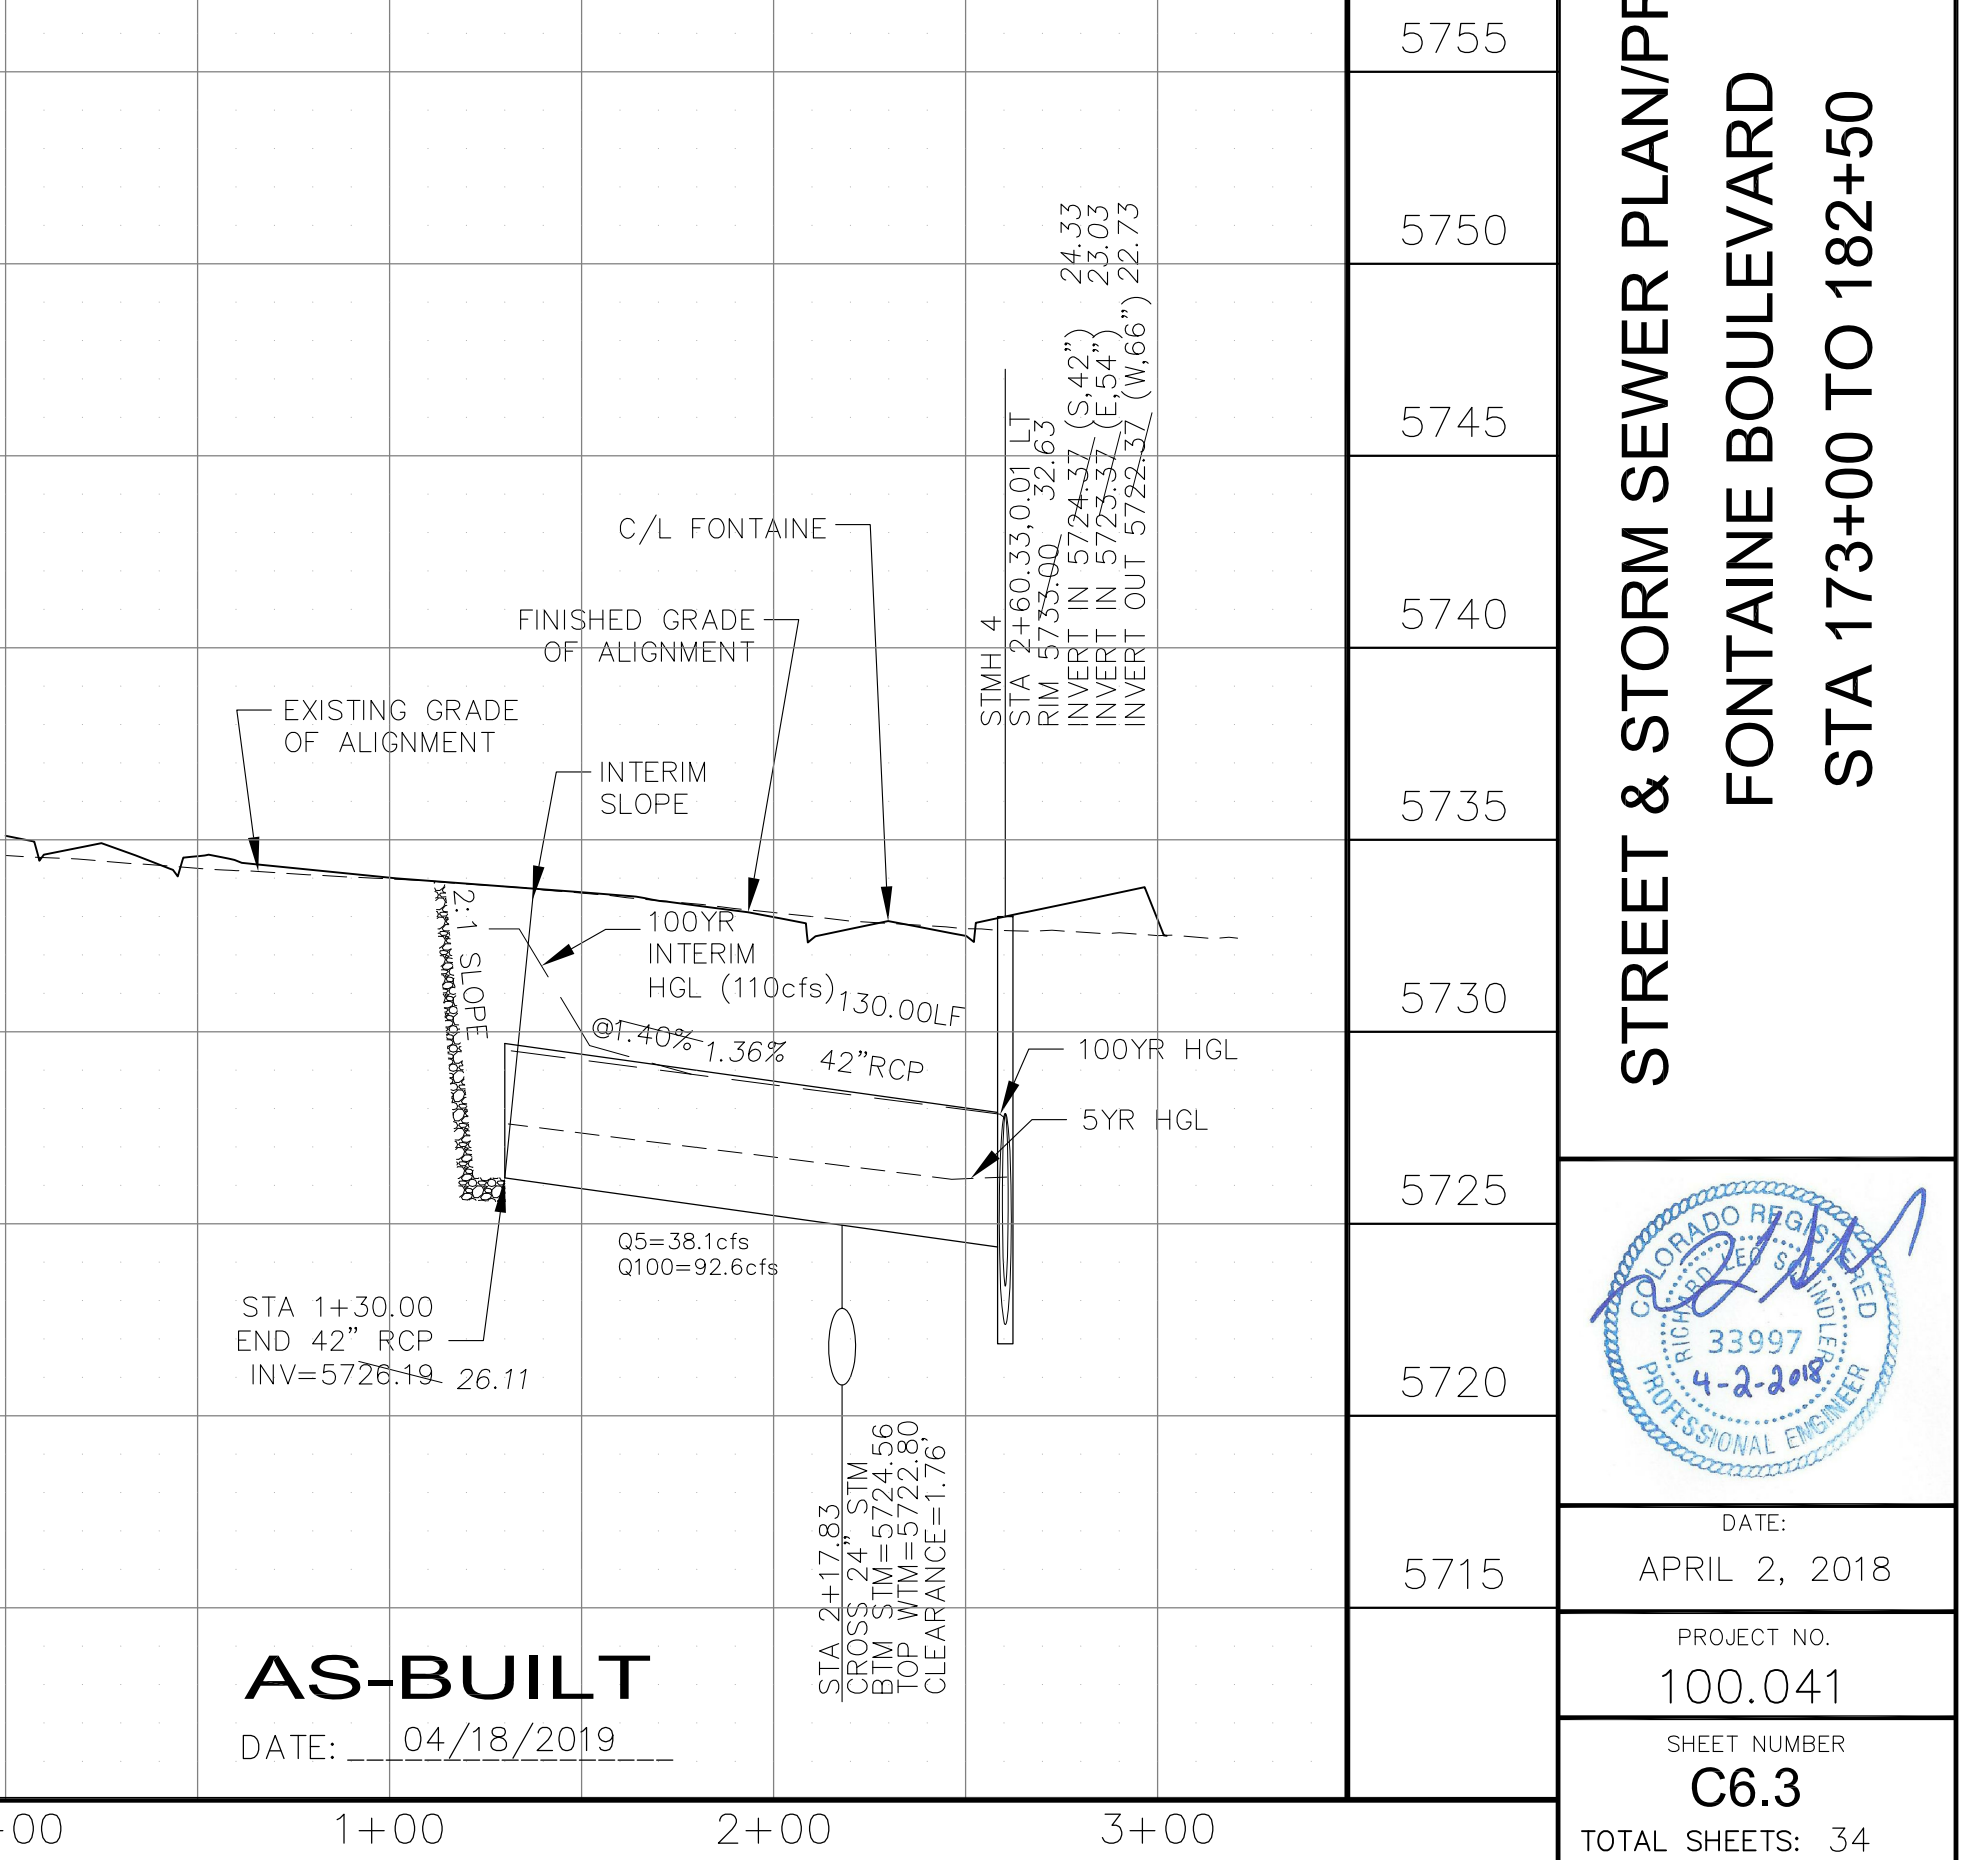 5755
5750
5745
5740
5735
5730
5725
5720
5715
24.33
23.03
22.73
STMH 4
STA 2+60.33,0.01 LT
RIM 5733.00 32.63
INVERT IN 5724.37 (S,42")
INVERT IN 5723.37 (E,54")
INVERT OUT 5722.37 (W,66")
C/L FONTAINE
FINISHED GRADE
OF ALIGNMENT
EXISTING GRADE
OF ALIGNMENT
INTERIM
SLOPE
2:1 SLOPE
100YR
INTERIM
HGL (110cfs)
130.00LF
@1.40% 1.36% 42"RCP
100YR HGL
5YR HGL
Q5=38.1cfs
Q100=92.6cfs
STA 1+30.00
END 42" RCP
INV=5726.19 26.11
STA 2+17.83
CROSS 24" STM
BTM STM=5724.56
TOP WTM=5722.80
CLEARANCE=1.76'
AS-BUILT
DATE: 04/18/2019
+00
1+00
2+00
3+00
STREET & STORM SEWER PLAN/PR
FONTAINE BOULEVARD
STA 173+00 TO 182+50
COLORADO REGISTERED
RICHARD LEO
33997
4-2-2018
PROFESSIONAL ENGINEER
DATE:
APRIL 2, 2018
PROJECT NO.
100.041
SHEET NUMBER
C6.3
TOTAL SHEETS: 34